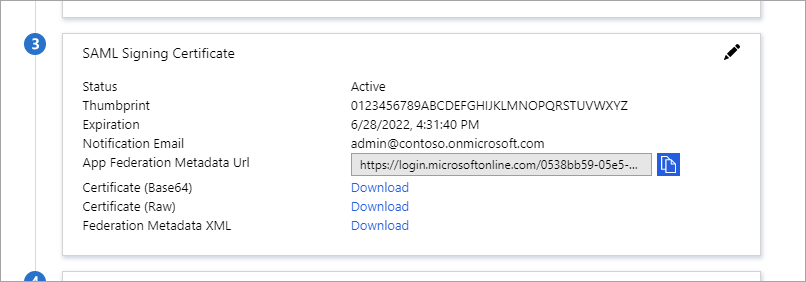 3
SAML Signing Certificate
Status Active
Thumbprint 0123456789ABCDEFGHIJKLMNOPQRSTUVWXYZ
Expiration 6/28/2022, 4:31:40 PM
Notification Email admin@contoso.onmicrosoft.com
App Federation Metadata Url https://login.microsoftonline.com/0538bb59-05e5-...
Certificate (Base64) Download
Certificate (Raw) Download
Federation Metadata XML Download
4